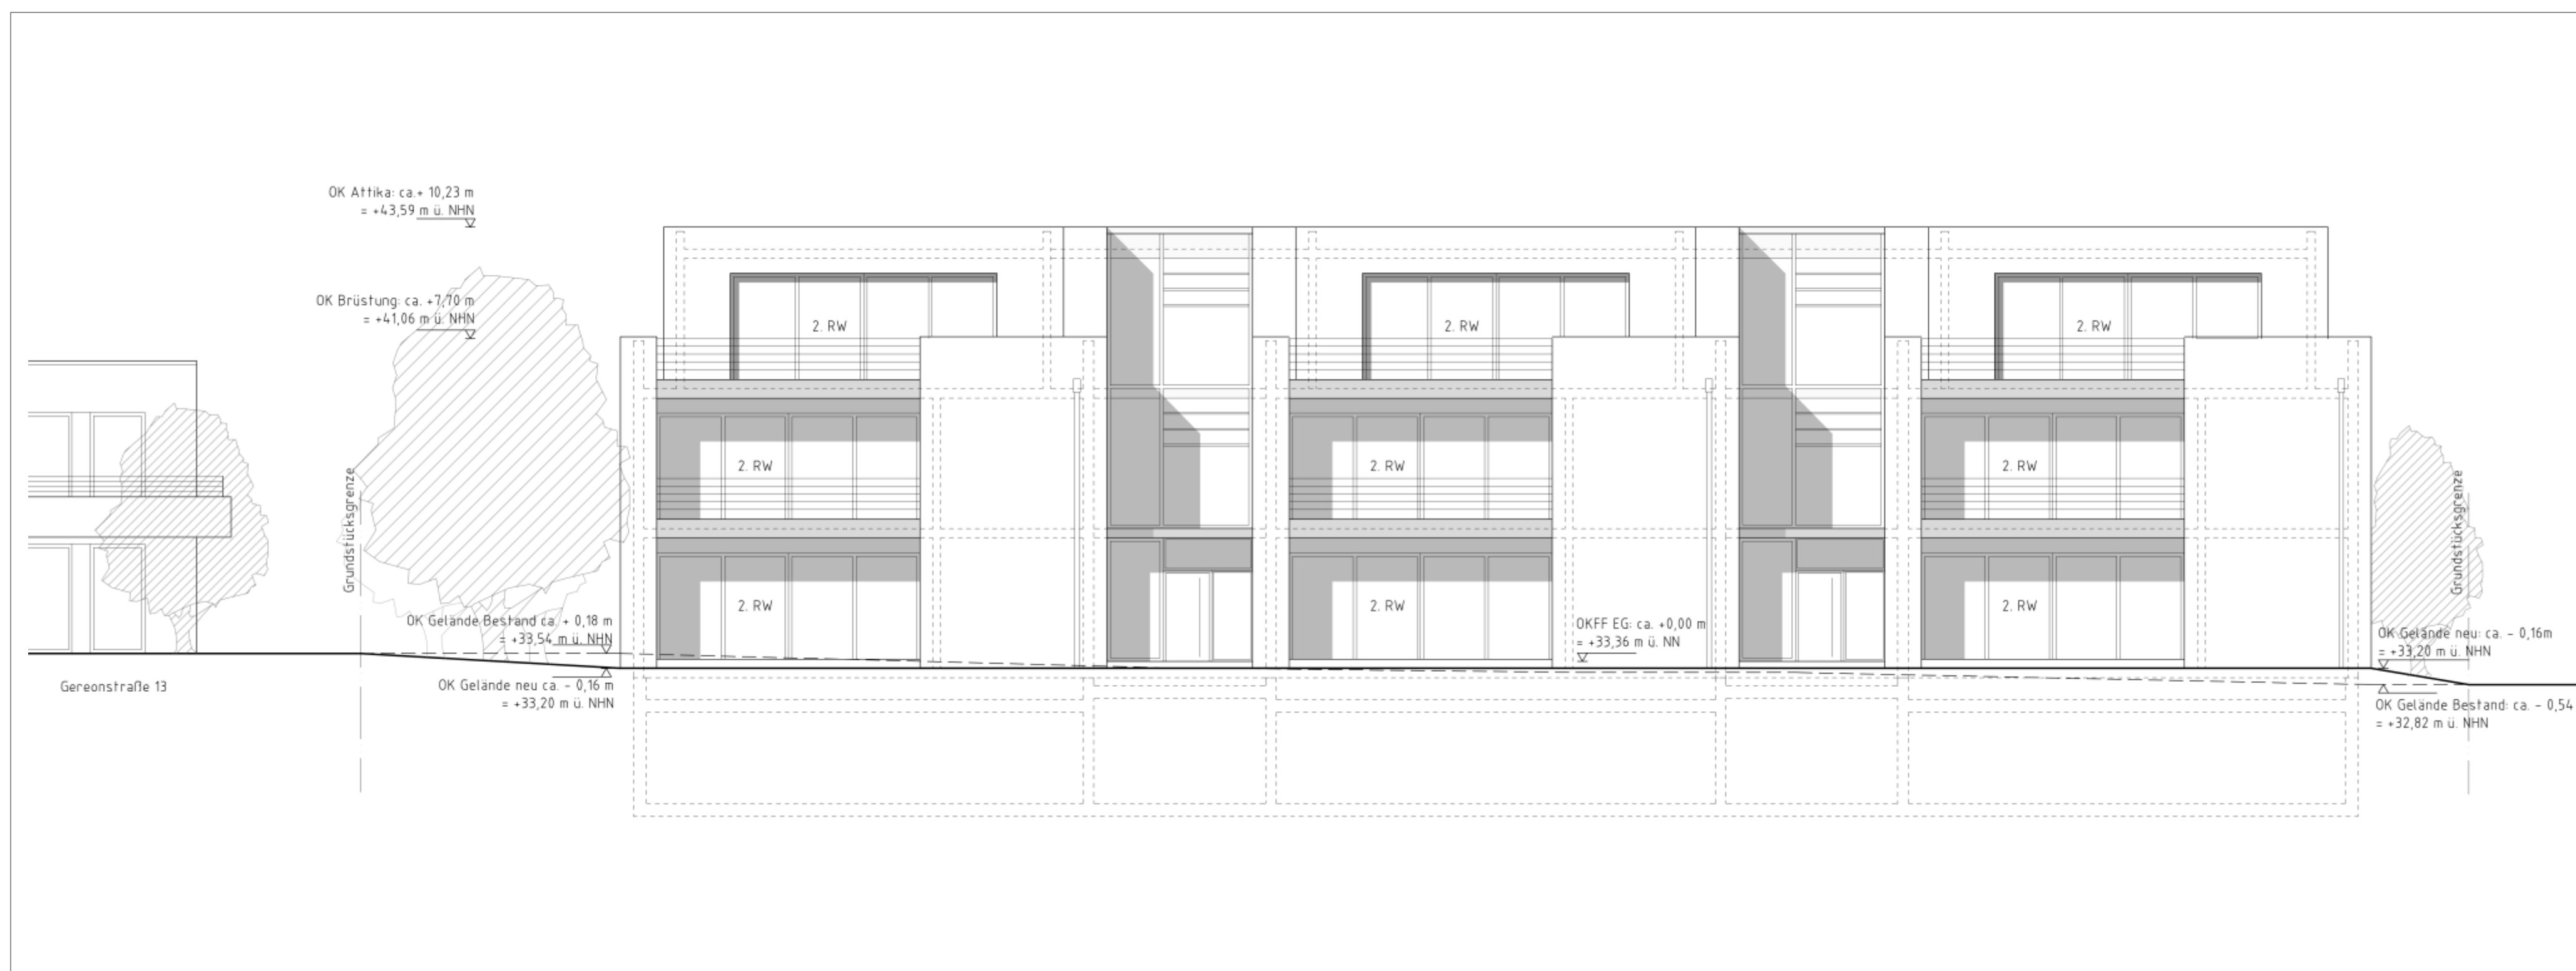 OK Attika: ca.+ 10,23 m
= +43,59 m ü. NHN
OK Brüstung: ca. +7,70 m
= +41,06 m ü. NHN
2. RW
2. RW
2. RW
2. RW
2. RW
2. RW
Grundstücksgrenze
Grundstücksgrenze
2. RW
2. RW
2. RW
OK Gelände Bestand ca. + 0,18 m
= +33,54 m ü. NHN
OKFF EG: ca. +0,00 m
= +33,36 m ü. NN
OK Gelände neu: ca. - 0,16m
= +33,20 m ü. NHN
Gereonstraße 13
OK Gelände neu ca. - 0,16 m
= +33,20 m ü. NHN
OK Gelände Bestand: ca. - 0,54
= +32,82 m ü. NHN